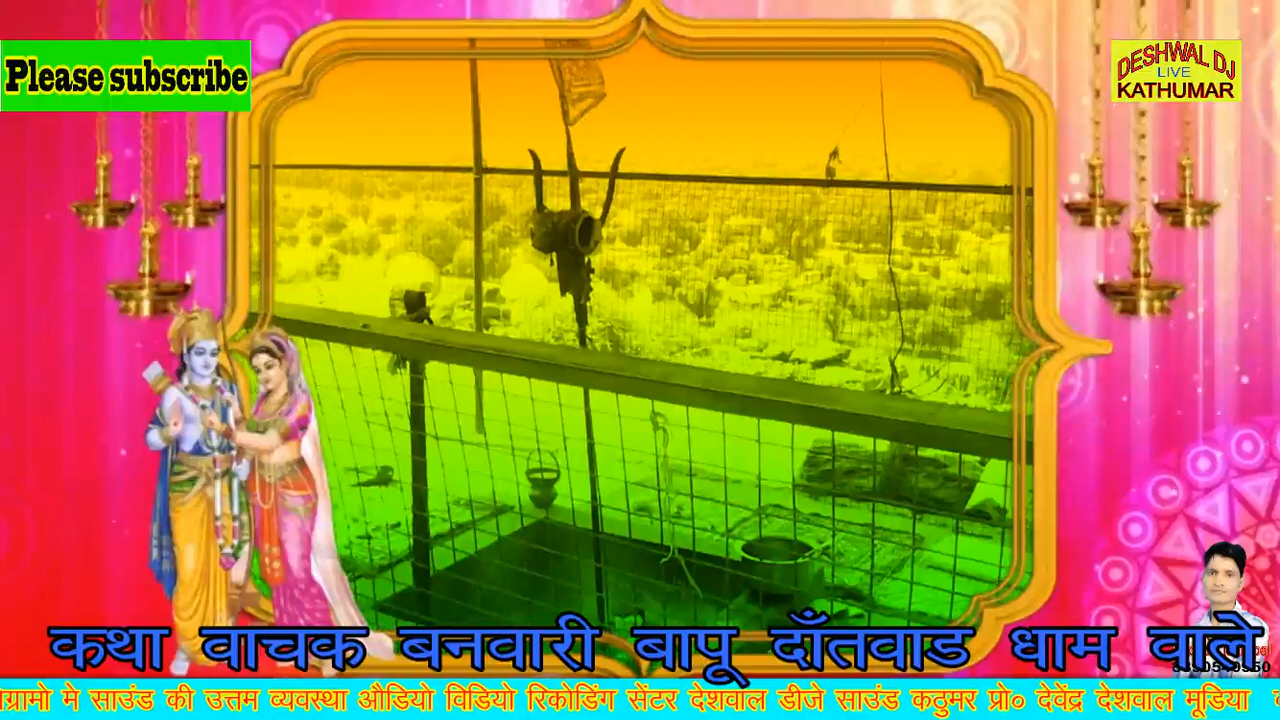 Please subscribe
DESHWAL DJ
LIVE
KATHUMAR
कथा वाचक बनवारी बापू दाँतवाड धाम वाले
मे साउंड की उत्तम व्यवस्था औडियो विडियो रिकोडिंग सेंटर देशवाल डीजे साउंड कठुमर प्रो० देवेंद्र देशवाल मूडिया